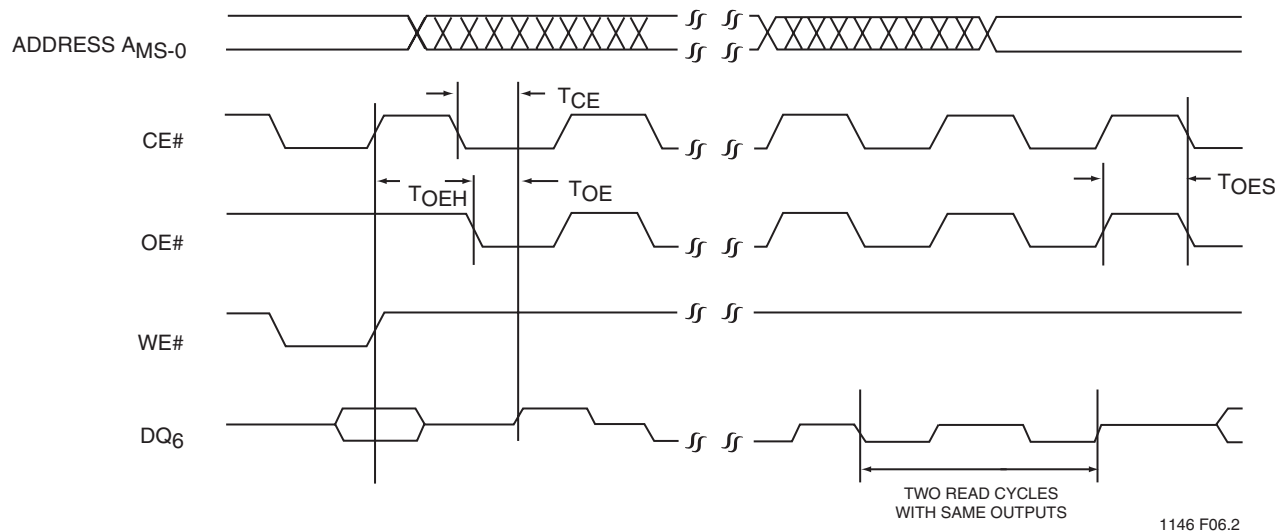 ADDRESS AMS-0
TCE
CE#
TOEH
TOE
TOES
OE#
WE#
DQ6
TWO READ CYCLES
WITH SAME OUTPUTS
1146 F06.2